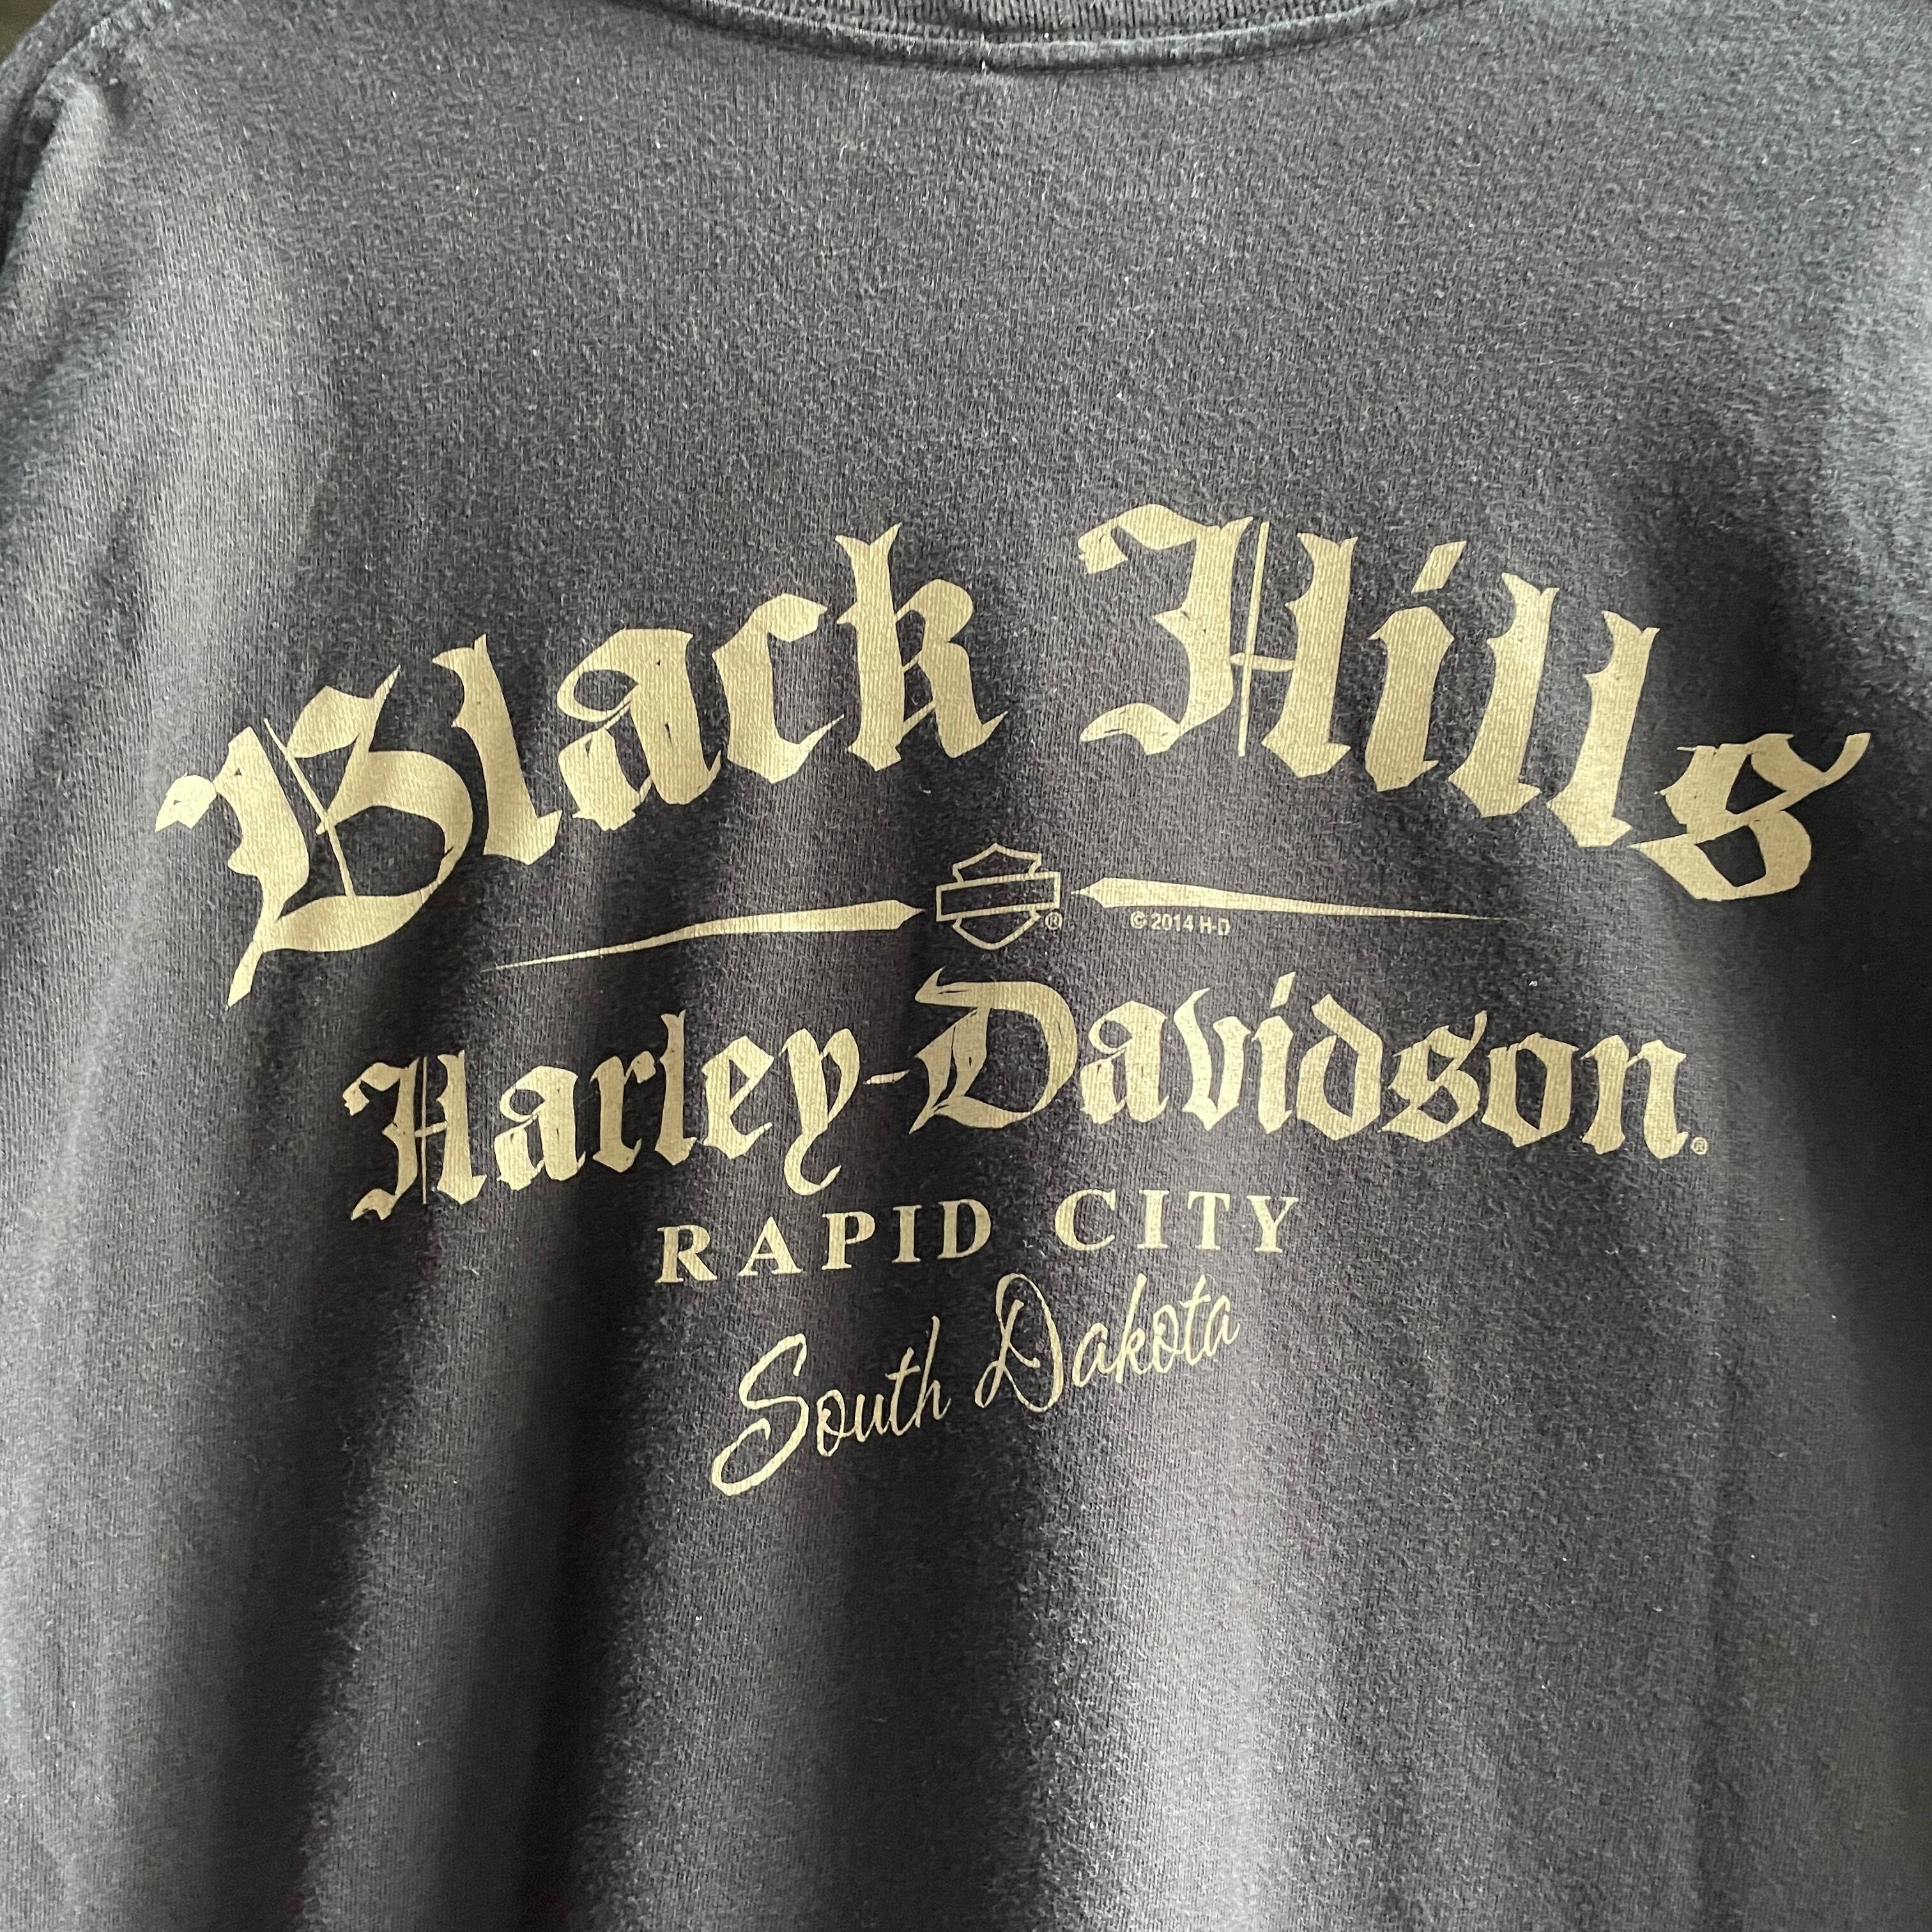 Black Hills
® © 2014 H-D
Harley-Davidson®
RAPID CITY
South Dakota